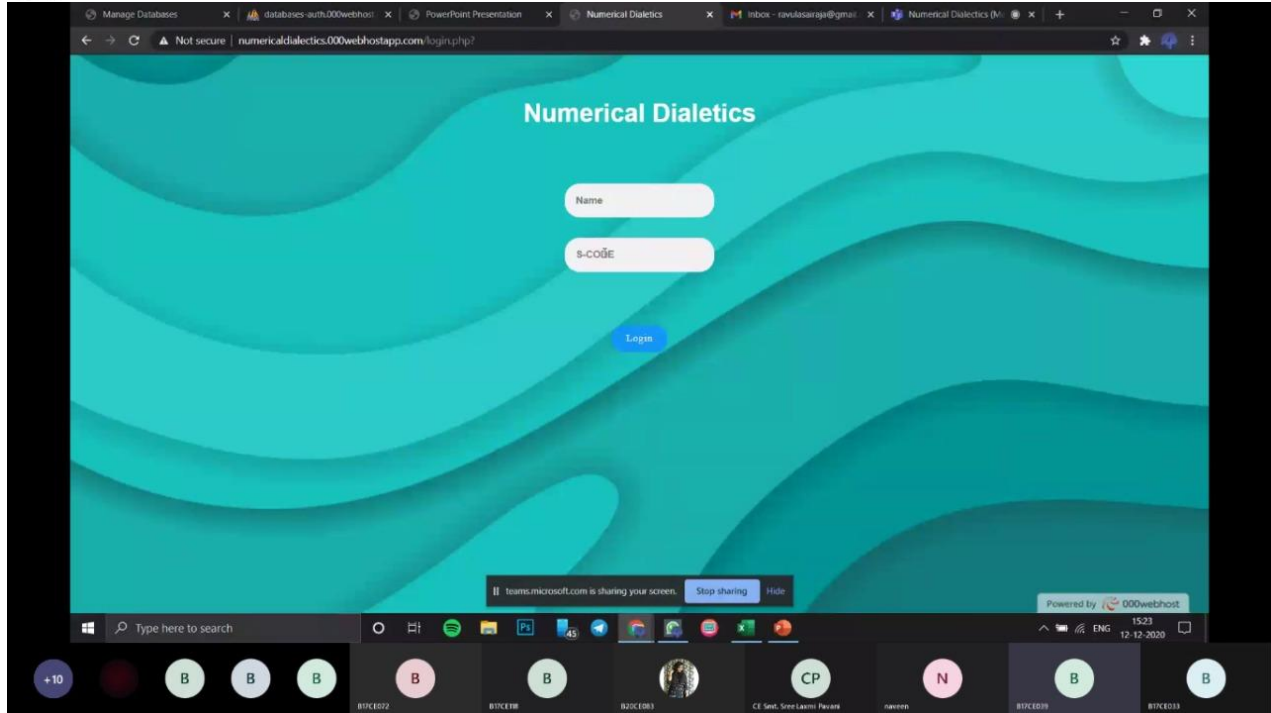 Manage Databases
databases-auth.000webhost
PowerPoint Presentation
Numerical Dialetics
Inbox - ravulasairaja@gmail
Numerical Dialectics (M
Not secure | numericaldialectics.000webhostapp.com/login.php?
Numerical Dialetics
Name
S-CODE
Login
teams.microsoft.com is sharing your screen.
Stop sharing
Hide
Powered by 000webhost
Type here to search
Ps
45
ENG
15:23
12-12-2020
+10
B
B
B
B
B
CP
N
B
B
B17CE072
B17CE118
B20CE083
CE Smt. Sree Laxmi Pavani
naveen
B17CE039
B17CE033